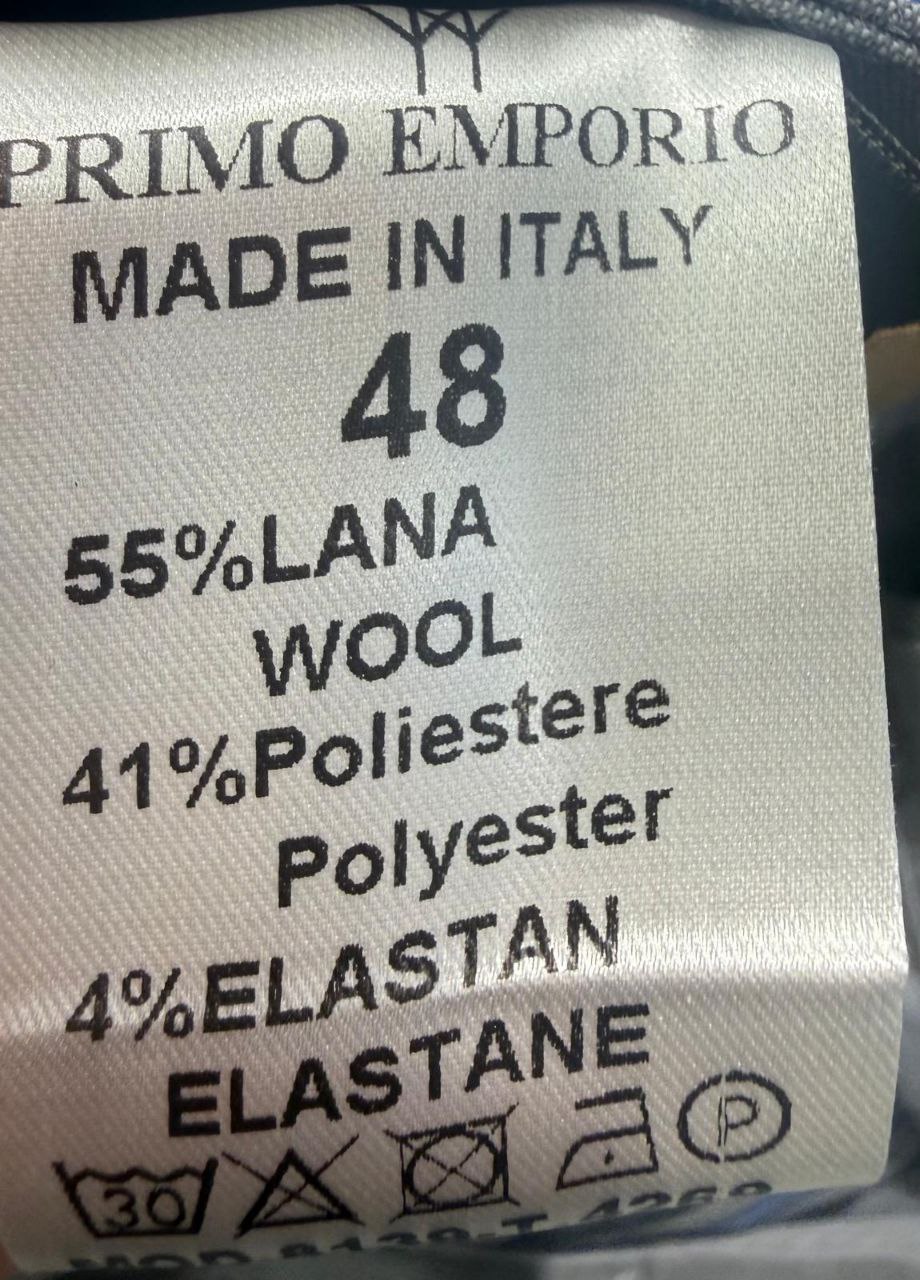 PRIMO EMPORIO
MADE IN ITALY
48
55%LANA
WOOL
41%Poliestere
Polyester
4%ELASTAN
ELASTANE
30 P